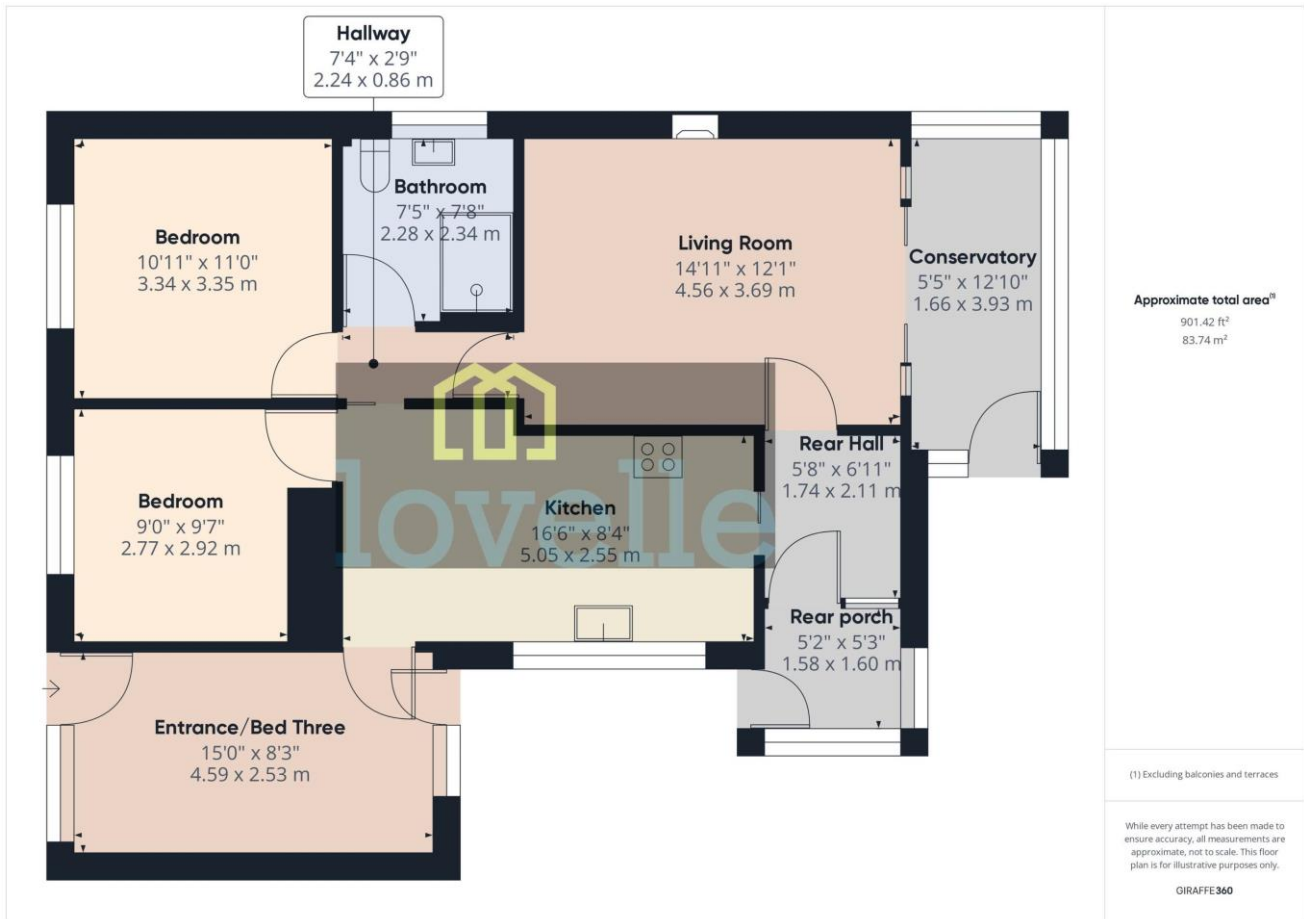 Hallway
7'4" x 2'9"
2.24 x 0.86 m
Bedroom
10'11" x 11'0"
3.34 x 3.35 m
Bathroom
7'5" x 7'8"
2.28 x 2.34 m
Living Room
14'11" x 12'1"
4.56 x 3.69 m
Conservatory
5'5" x 12'10"
1.66 x 3.93 m
Bedroom
9'0" x 9'7"
2.77 x 2.92 m
lovelle
Kitchen
16'6" x 8'4"
5.05 x 2.55 m
Rear Hall
5'8" x 6'11"
1.74 x 2.11 m
Rear porch
5'2" x 5'3"
1.58 x 1.60 m
Entrance/Bed Three
15'0" x 8'3"
4.59 x 2.53 m
Approximate total area⁽¹⁾
901.42 ft²
83.74 m²
(1) Excluding balconies and terraces
While every attempt has been made to
ensure accuracy, all measurements are
approximate, not to scale. This floor
plan is for illustrative purposes only.
GIRAFFE360